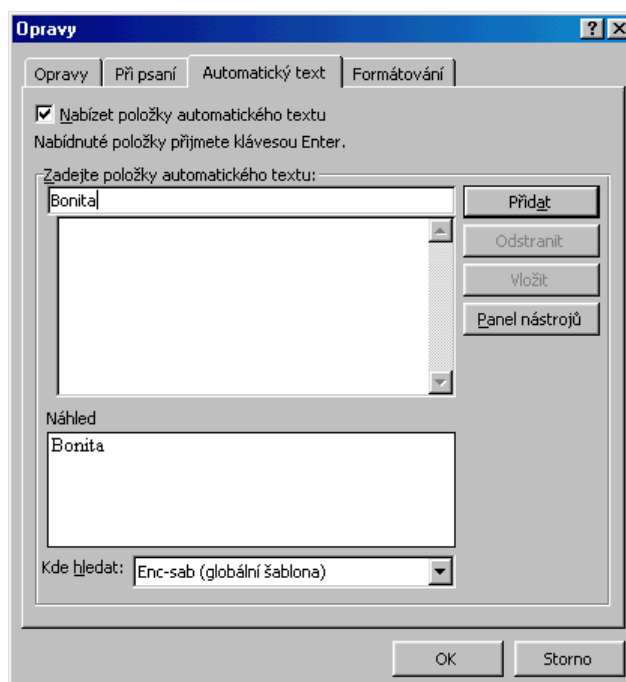 Opravy
Opravy Při psaní Automatický text Formátování
Nabízet položky automatického textu
Nabídnuté položky přijmete klávesou Enter.
Zadejte položky automatického textu:
Bonita
Přidat
Odstranit
Vložit
Panel nástrojů
Náhled
Bonita
Kde hledat: Enc-sab (globální šablona)
OK Storno